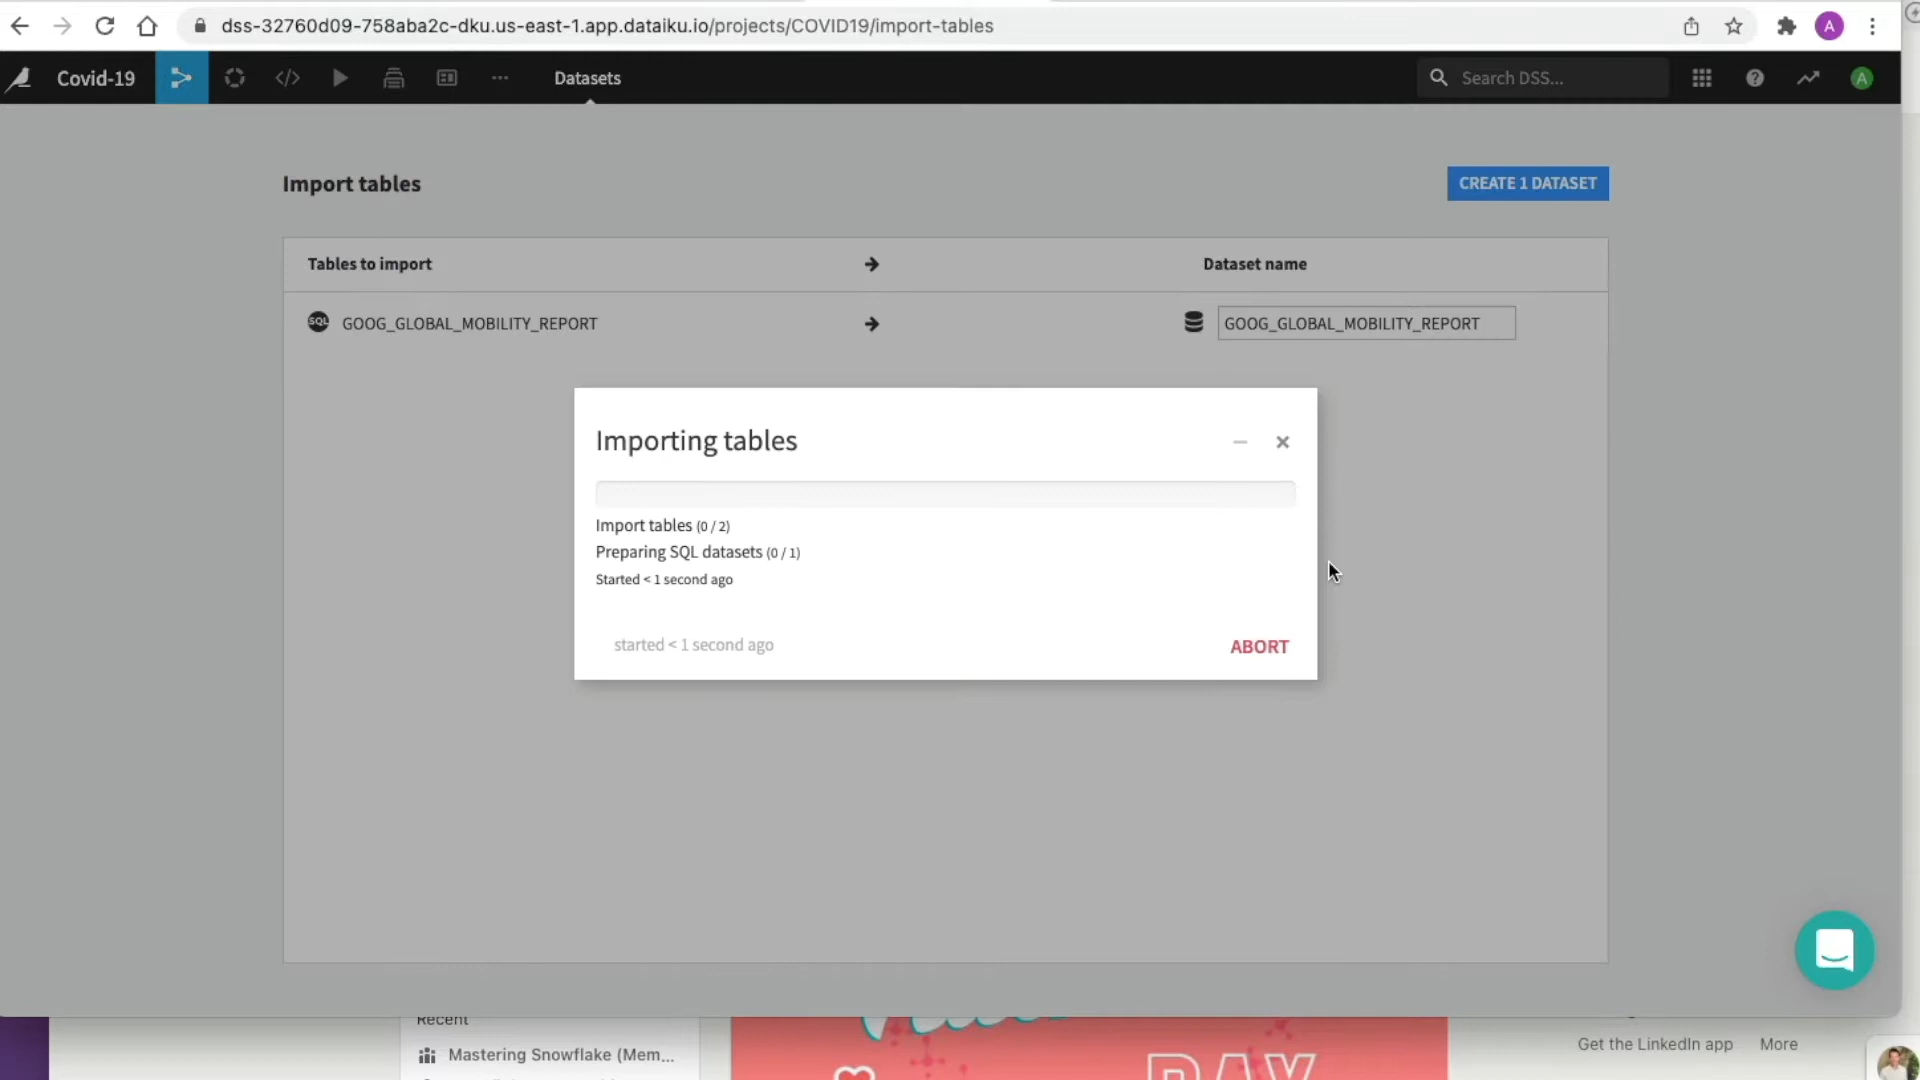 dss-32760d09-758aba2c-dku.us-east-1.app.dataiku.io/projects/COVID19/import-tables
A
Covid-19
Datasets
Search DSS...
A
Import tables
CREATE 1 DATASET
Tables to import
Dataset name
SQL GOOG_GLOBAL_MOBILITY_REPORT
GOOG_GLOBAL_MOBILITY_REPORT
Importing tables
Import tables (0 / 2)
Preparing SQL datasets (0 / 1)
Started < 1 second ago
started < 1 second ago
ABORT
Recent
Mastering Snowflake (Mem...
DAY
Get the LinkedIn app
More